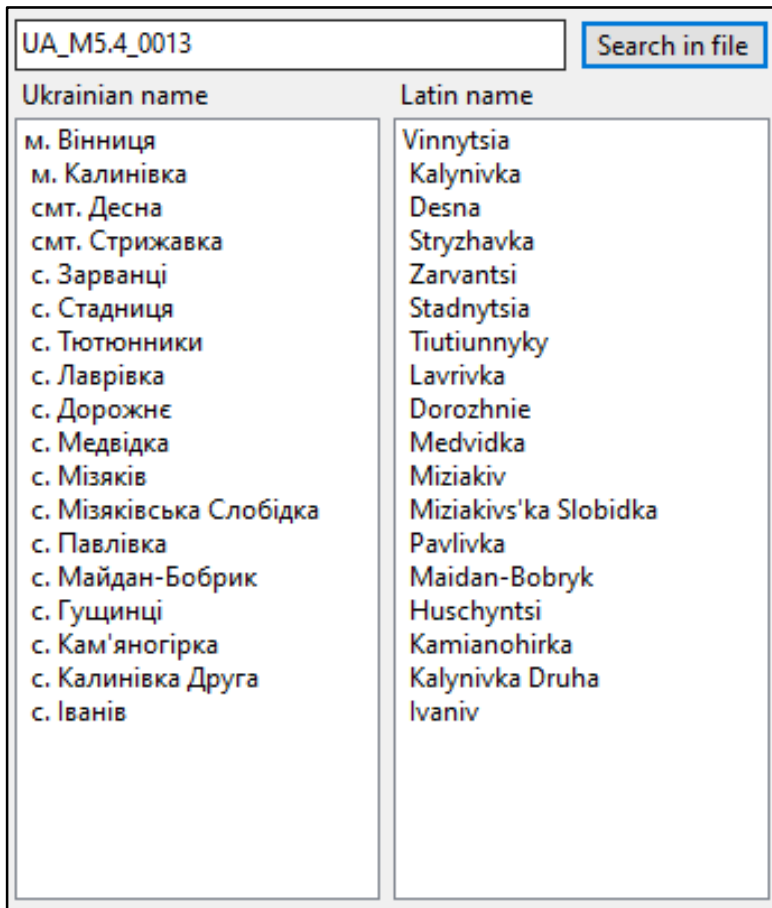 UA_M5.4_0013 Search in file
Ukrainian name Latin name
м. Вінниця Vinnytsia
м. Калинівка Kalynivka
смт. Десна Desna
смт. Стрижавка Stryzhavka
с. Зарванці Zarvantsi
с. Стадниця Stadnytsia
с. Тютюнники Tiutiunnyky
с. Лаврівка Lavrivka
с. Дорожнє Dorozhnie
с. Медвідка Medvidka
с. Мізяків Miziakiv
с. Мізяківська Слобідка Miziakivs'ka Slobidka
с. Павлівка Pavlivka
с. Майдан-Бобрик Maidan-Bobryk
с. Гущинці Huschyntsi
с. Кам'яногірка Kamianohirka
с. Калинівка Друга Kalynivka Druha
с. Іванів Ivaniv